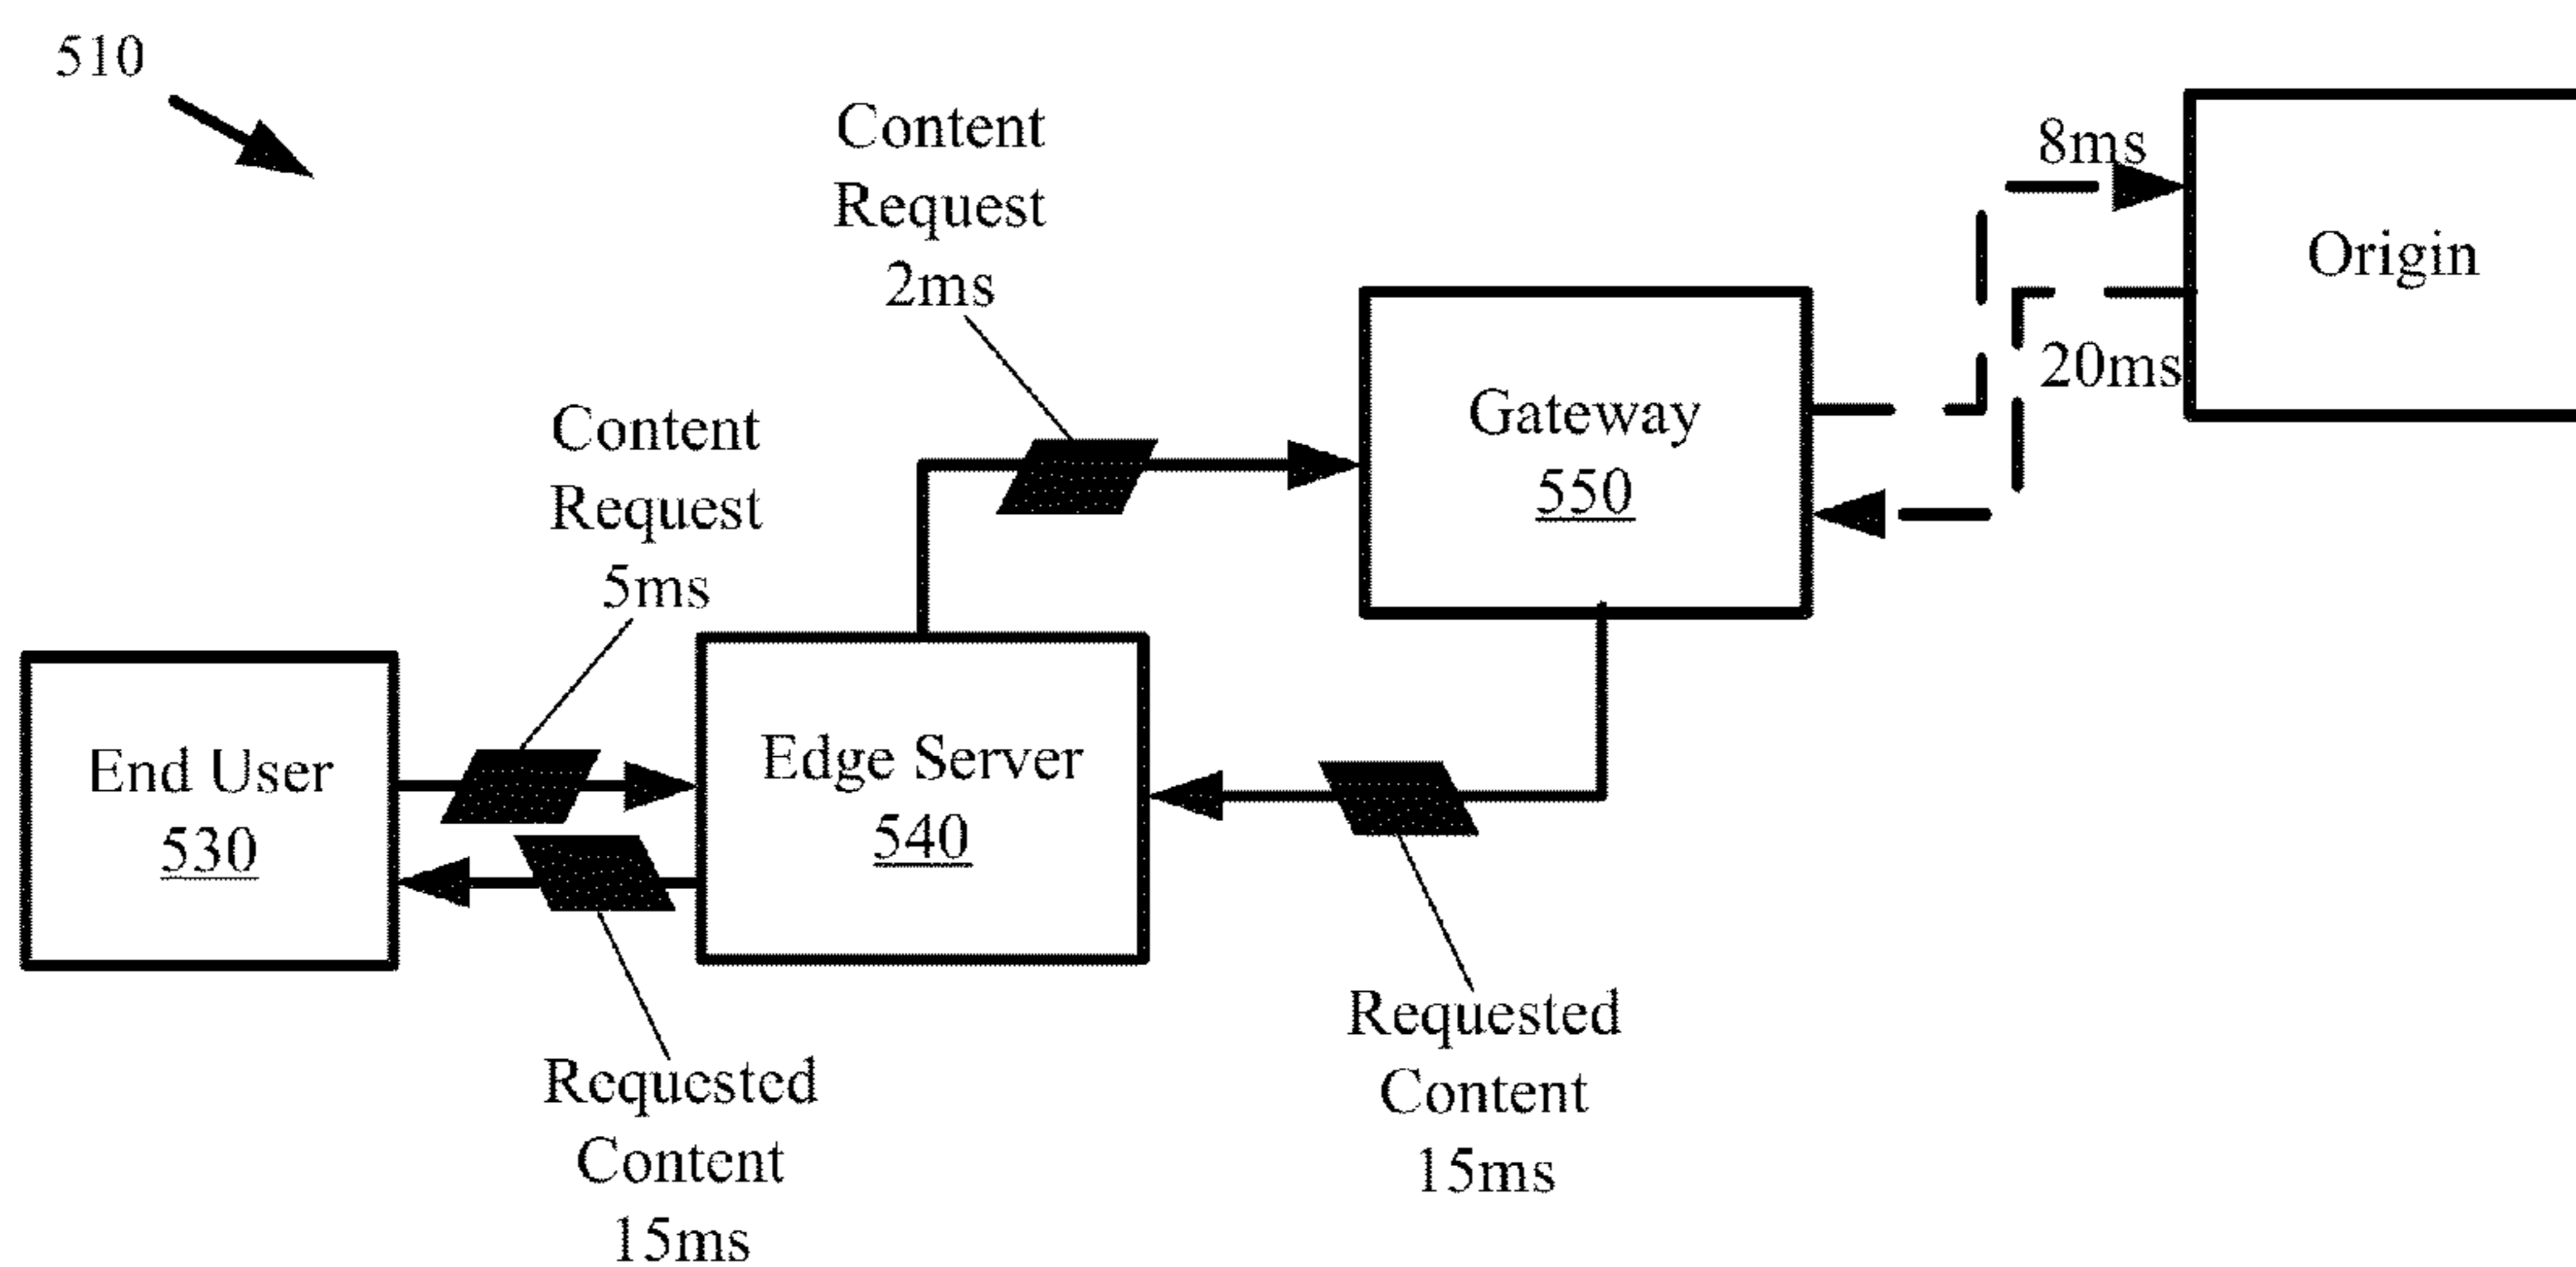 510
Content
Request
2ms
8ms
Origin
20ms
Gateway
550
Content
Request
5ms
End User
530
Edge Server
540
Requested
Content
15ms
Requested
Content
15ms